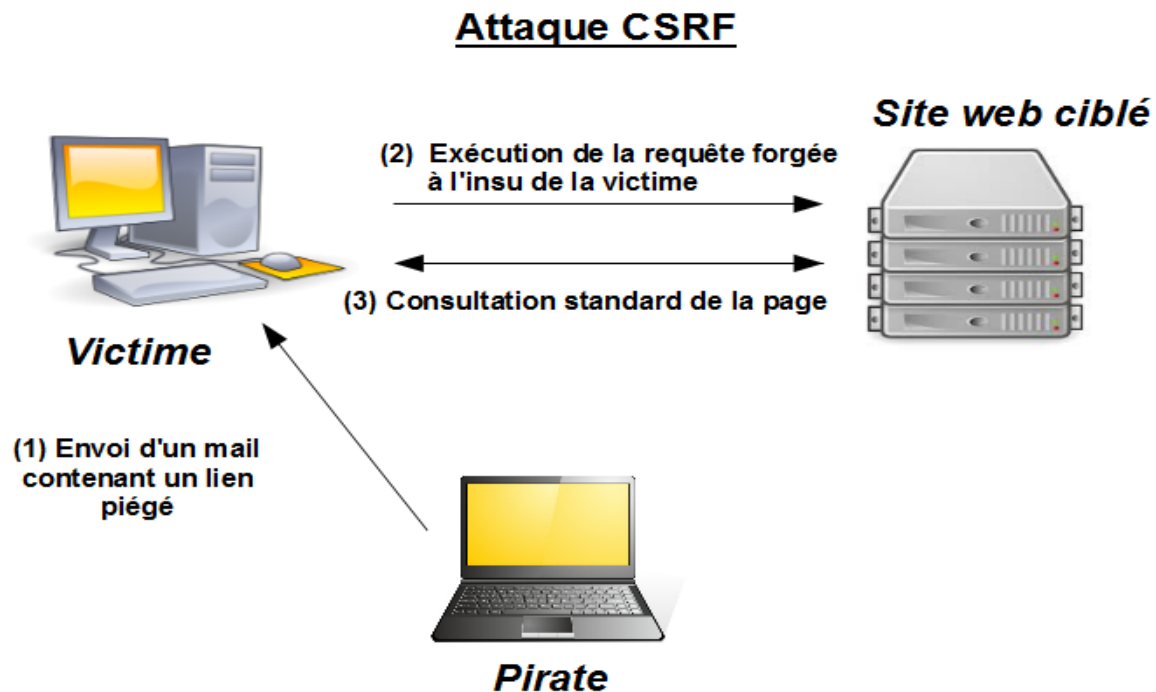 Attaque CSRF
Site web ciblé
(2) Exécution de la requête forgée
à l'insu de la victime
(3) Consultation standard de la page
Victime
(1) Envoi d'un mail
contenant un lien
piégé
Pirate